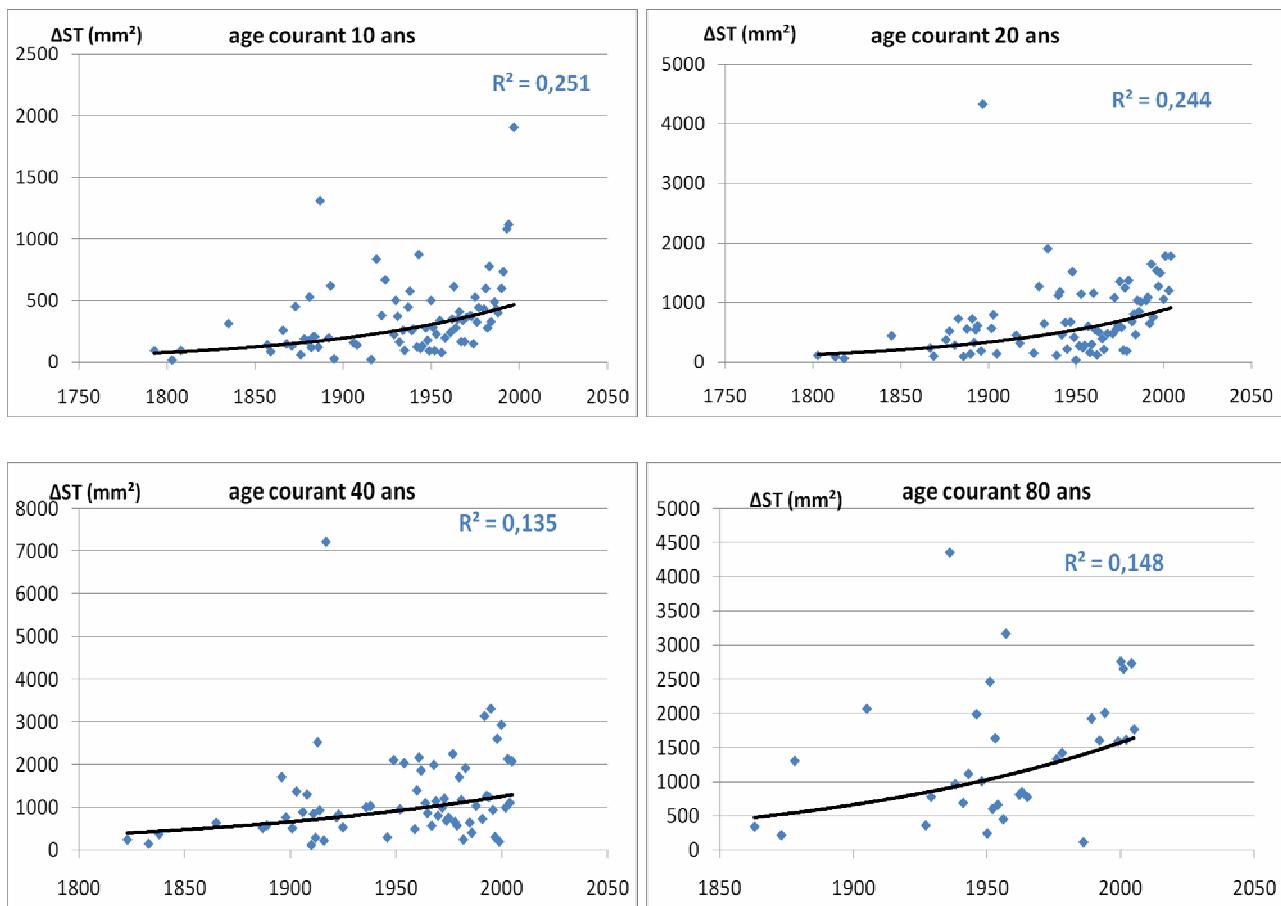 ΔST (mm²) age courant 10 ans
2500
R² = 0,251
2000
1500
1000
500
0
1750 1800 1850 1900 1950 2000 2050
ΔST (mm²) age courant 20 ans
5000
R² = 0,244
4000
3000
2000
1000
0
1750 1800 1850 1900 1950 2000 2050
ΔST (mm²) age courant 40 ans
8000
R² = 0,135
7000
6000
5000
4000
3000
2000
1000
0
1800 1850 1900 1950 2000 2050
ΔST (mm²) age courant 80 ans
5000
4500
R² = 0,148
4000
3500
3000
2500
2000
1500
1000
500
0
1850 1900 1950 2000 2050